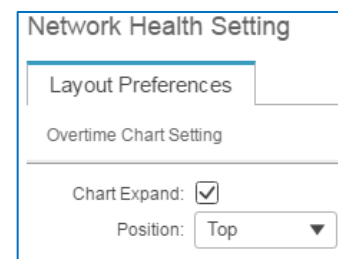 Network Health Setting
Layout Preferences
Overtime Chart Setting
Chart Expand:
Position: Top